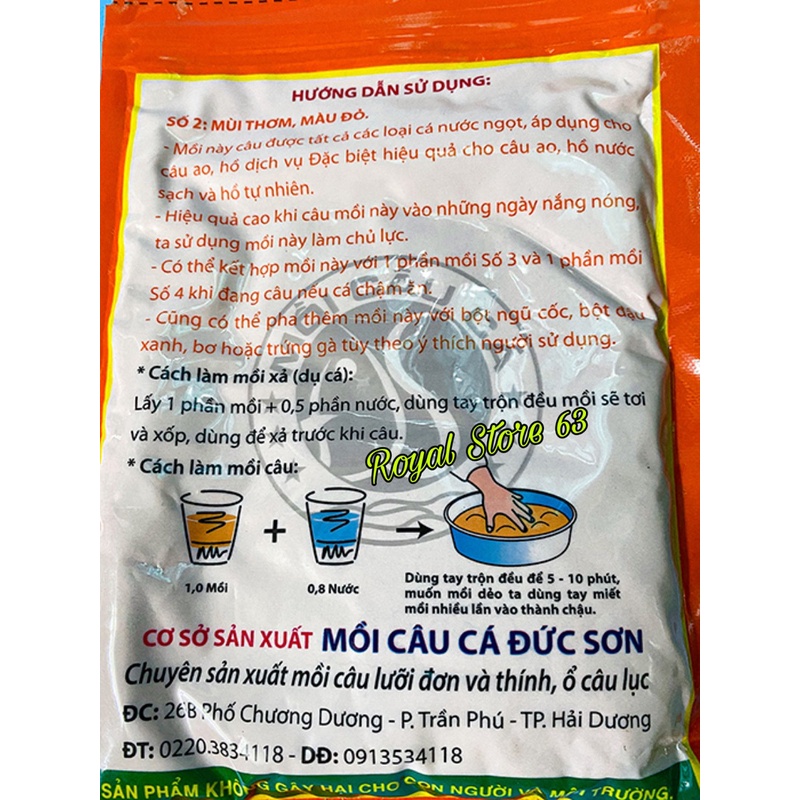 HƯỚNG DẪN SỬ DỤNG:
SỐ 2: MÙI THƠM, MÀU ĐỎ.
- Mồi này câu được tất cả các loại cá nước ngọt, áp dụng cho
câu ao, hồ dịch vụ Đặc biệt hiệu quả cho câu ao, hồ nước
sạch và hồ tự nhiên.
- Hiệu quả cao khi câu mồi này vào những ngày nắng nóng,
ta sử dụng mồi này làm chủ lực.
- Có thể kết hợp mồi này với 1 phần mồi Số 3 và 1 phần mồi
Số 4 khi đang câu nếu cá chậm ăn.
- Cũng có thể pha thêm mồi này với bột ngũ cốc, bột đậu
xanh, bơ hoặc trứng gà tùy theo ý thích người sử dụng.
* Cách làm mồi xả (dụ cá):
Lấy 1 phần mồi + 0,5 phần nước, dùng tay trộn đều mồi sẽ tơi
và xốp, dùng để xả trước khi câu.
Royal Store 63
* Cách làm mồi câu:
1,0 Mồi
0,8 Nước
Dùng tay trộn đều để 5 - 10 phút,
muốn mồi dẻo ta dùng tay miết
mồi nhiều lần vào thành chậu.
CƠ SỞ SẢN XUẤT MỒI CÂU CÁ ĐỨC SƠN
Chuyên sản xuất mồi câu lưỡi đơn và thính, ổ câu lục
ĐC: 26B Phố Chương Dương - P. Trần Phú - TP. Hải Dương
ĐT: 0220.3834118 - DĐ: 0913534118
SẢN PHẨM KHÔNG GÂY HẠI CHO CON NGƯỜI VÀ MÔI TRƯỜNG,